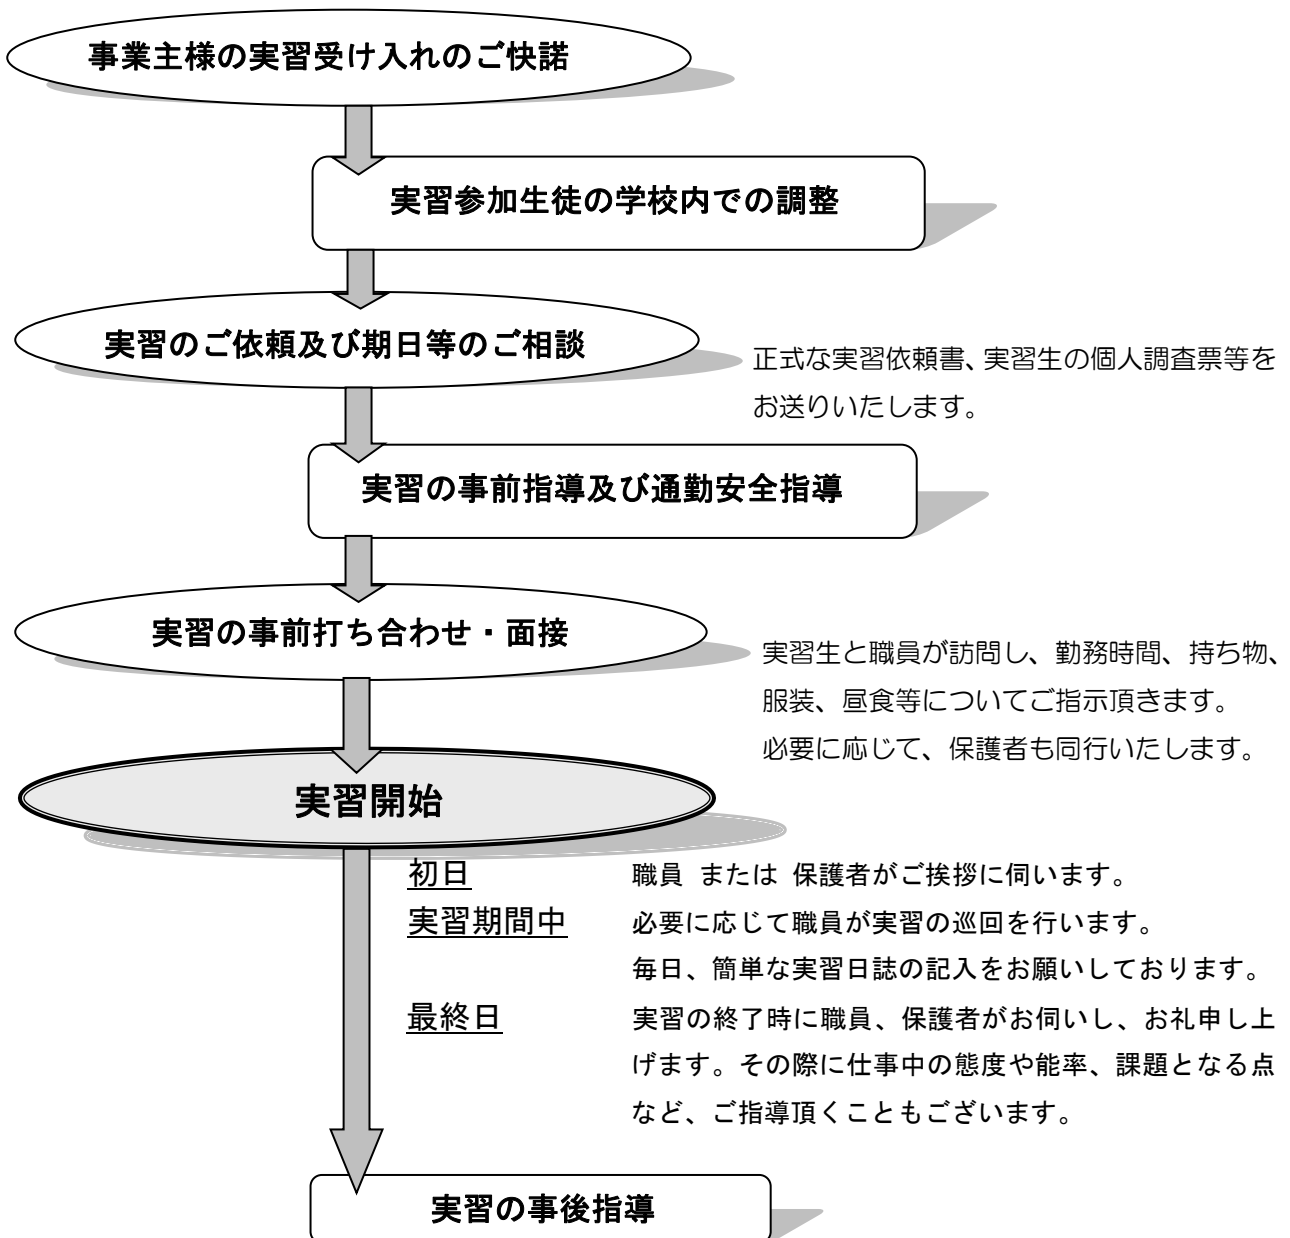 事業主様の実習受け入れのご快諾
実習参加生徒の学校内での調整
実習のご依頼及び期日等のご相談
正式な実習依頼書、実習生の個人調査票等を
お送りいたします。
実習の事前指導及び通勤安全指導
実習の事前打ち合わせ・面接
実習生と職員が訪問し、勤務時間、持ち物、
服装、昼食等についてご指示頂きます。
必要に応じて、保護者も同行いたします。
実習開始
初日 職員 または 保護者がご挨拶に伺います。
実習期間中 必要に応じて職員が実習の巡回を行います。
毎日、簡単な実習日誌の記入をお願いしております。
最終日 実習の終了時に職員、保護者がお伺いし、お礼申し上
げます。その際に仕事中の態度や能率、課題となる点
など、ご指導頂くこともございます。
実習の事後指導